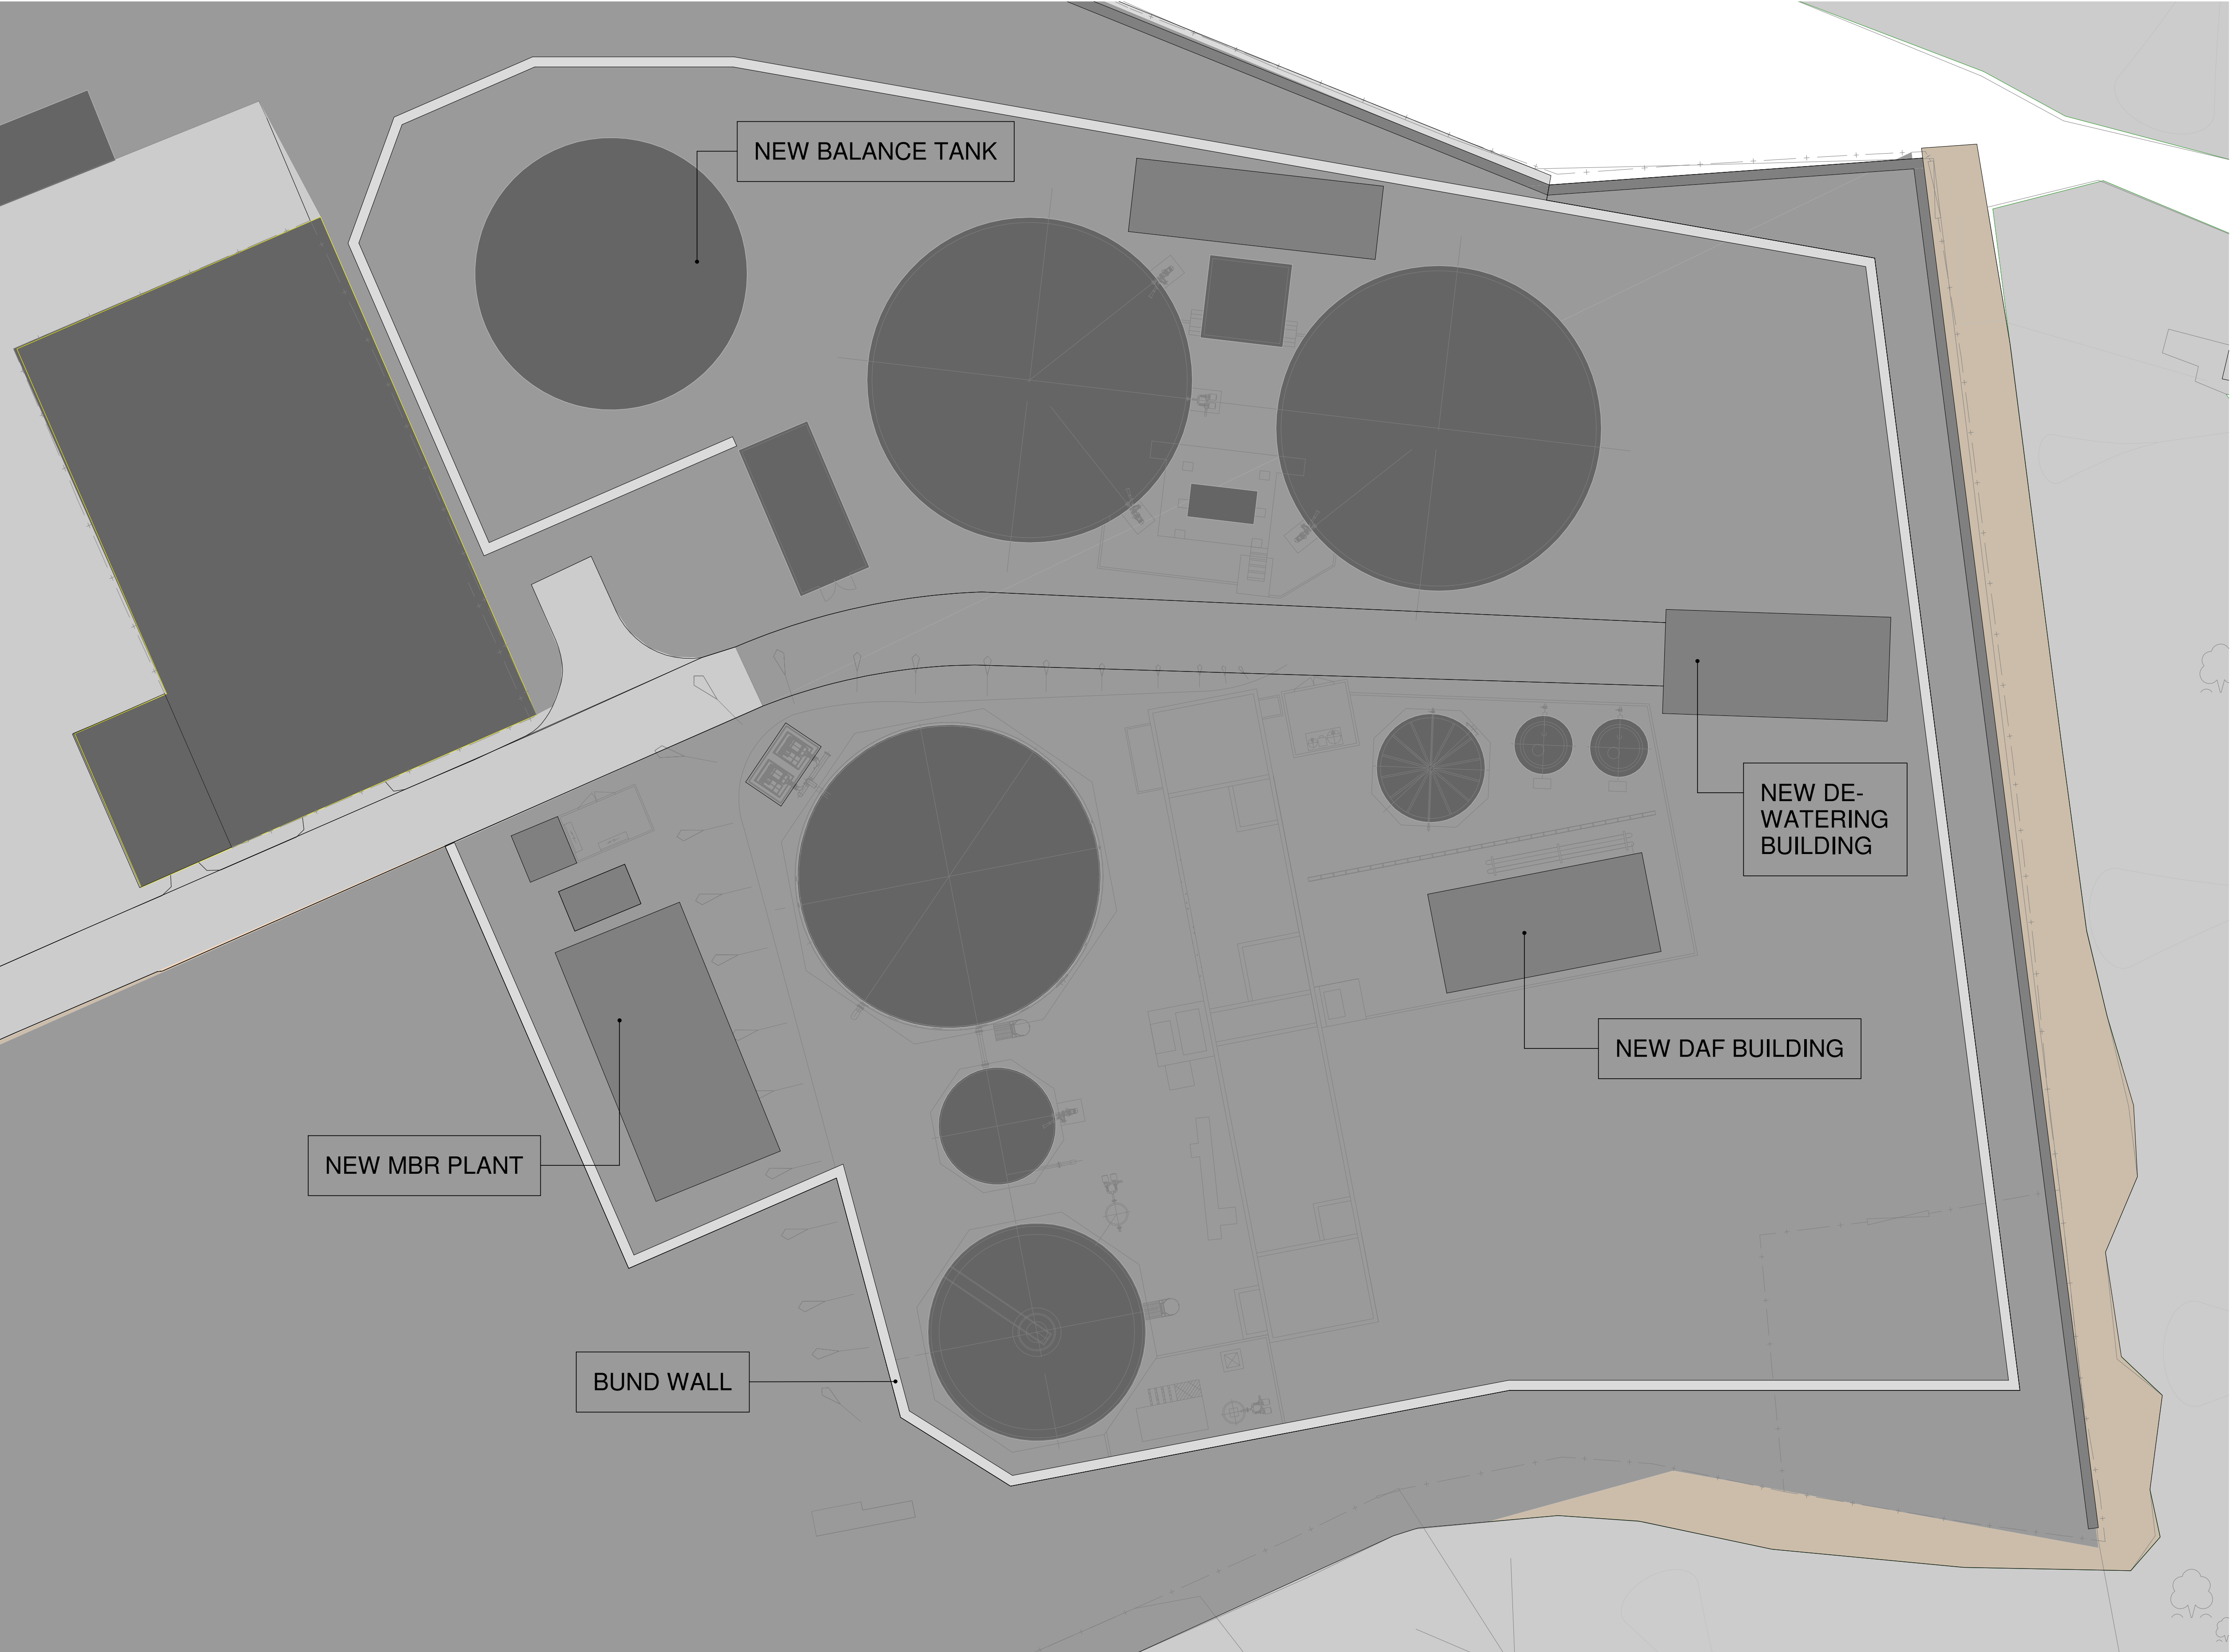 NEW BALANCE TANK
NEW DE-
WATERING
BUILDING
NEW DAF BUILDING
NEW MBR PLANT
BUND WALL